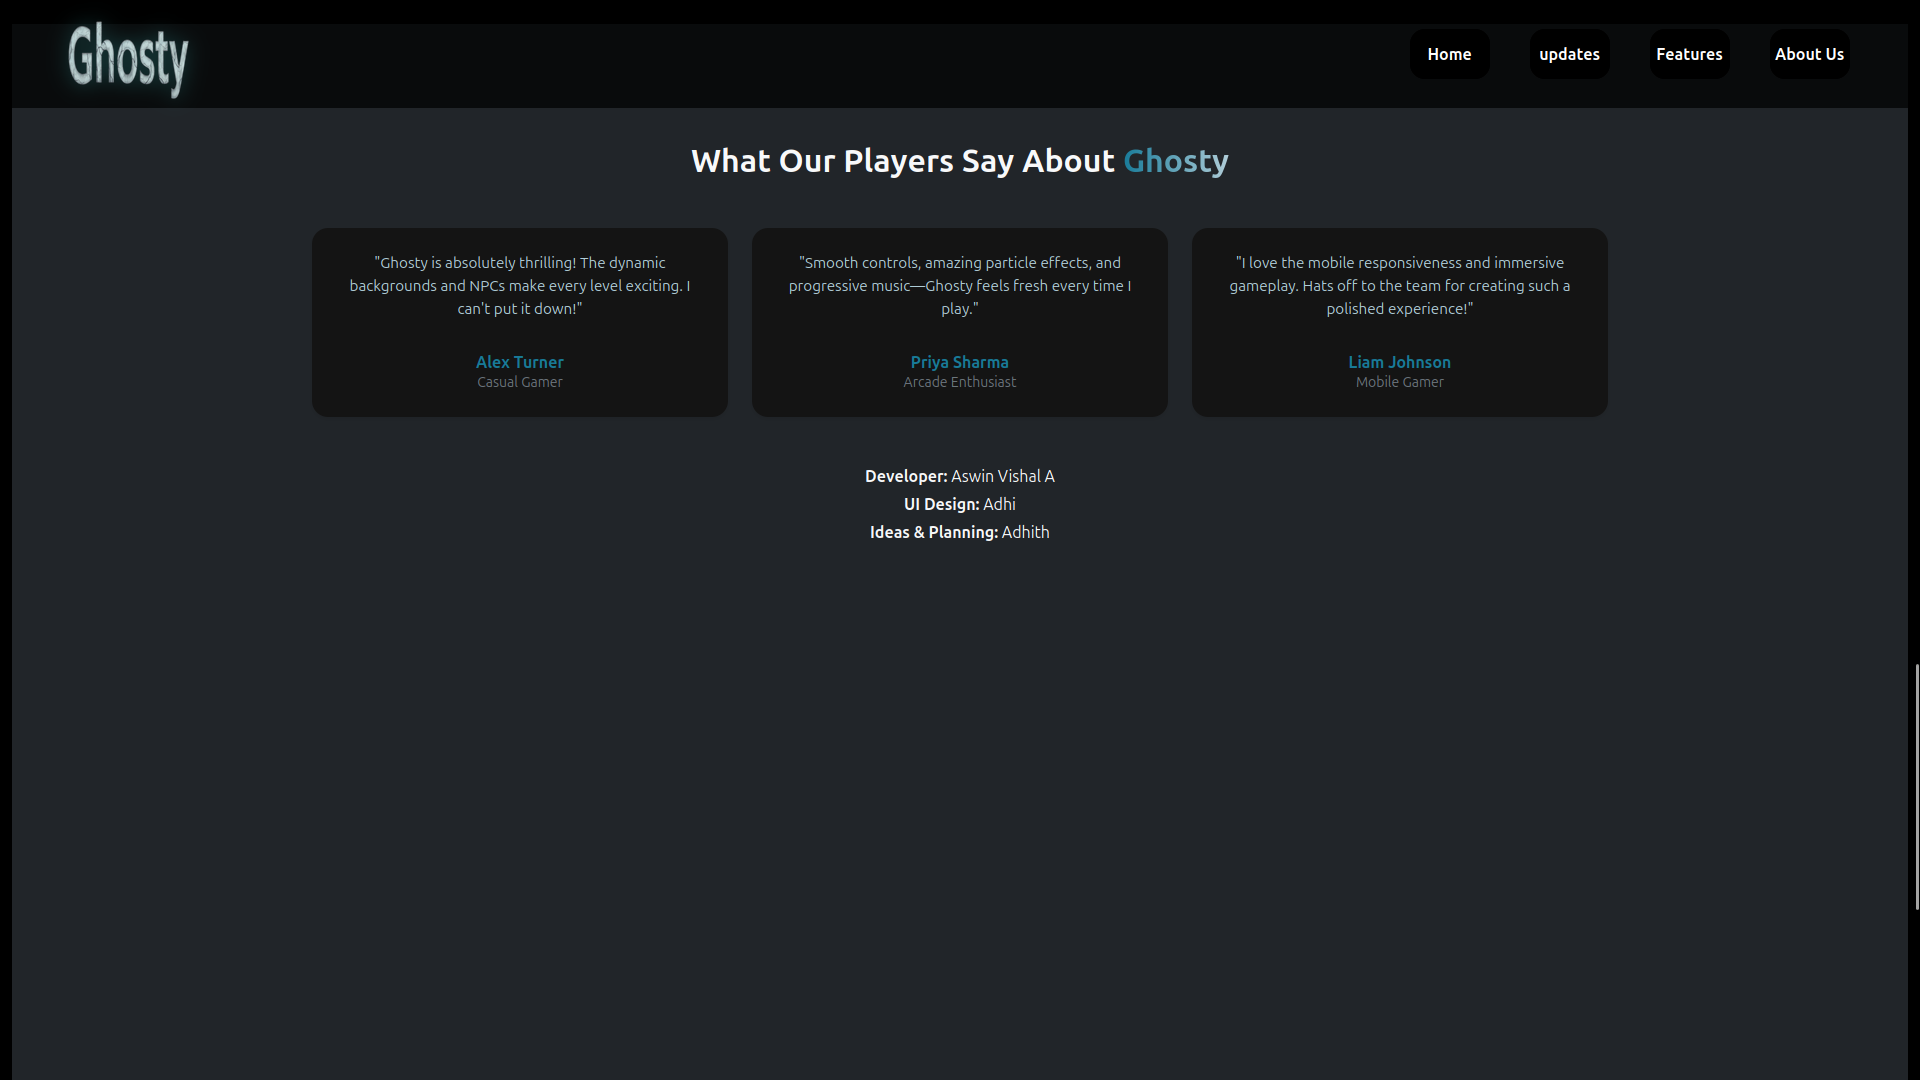 Ghosty
Home
updates
Features
About Us
What Our Players Say About Ghosty
"Ghosty is absolutely thrilling! The dynamic
backgrounds and NPCs make every level exciting. I
can't put it down!"
Alex Turner
Casual Gamer
"Smooth controls, amazing particle effects, and
progressive music—Ghosty feels fresh every time I
play."
Priya Sharma
Arcade Enthusiast
"I love the mobile responsiveness and immersive
gameplay. Hats off to the team for creating such a
polished experience!"
Liam Johnson
Mobile Gamer
Developer: Aswin Vishal A
UI Design: Adhi
Ideas & Planning: Adhith